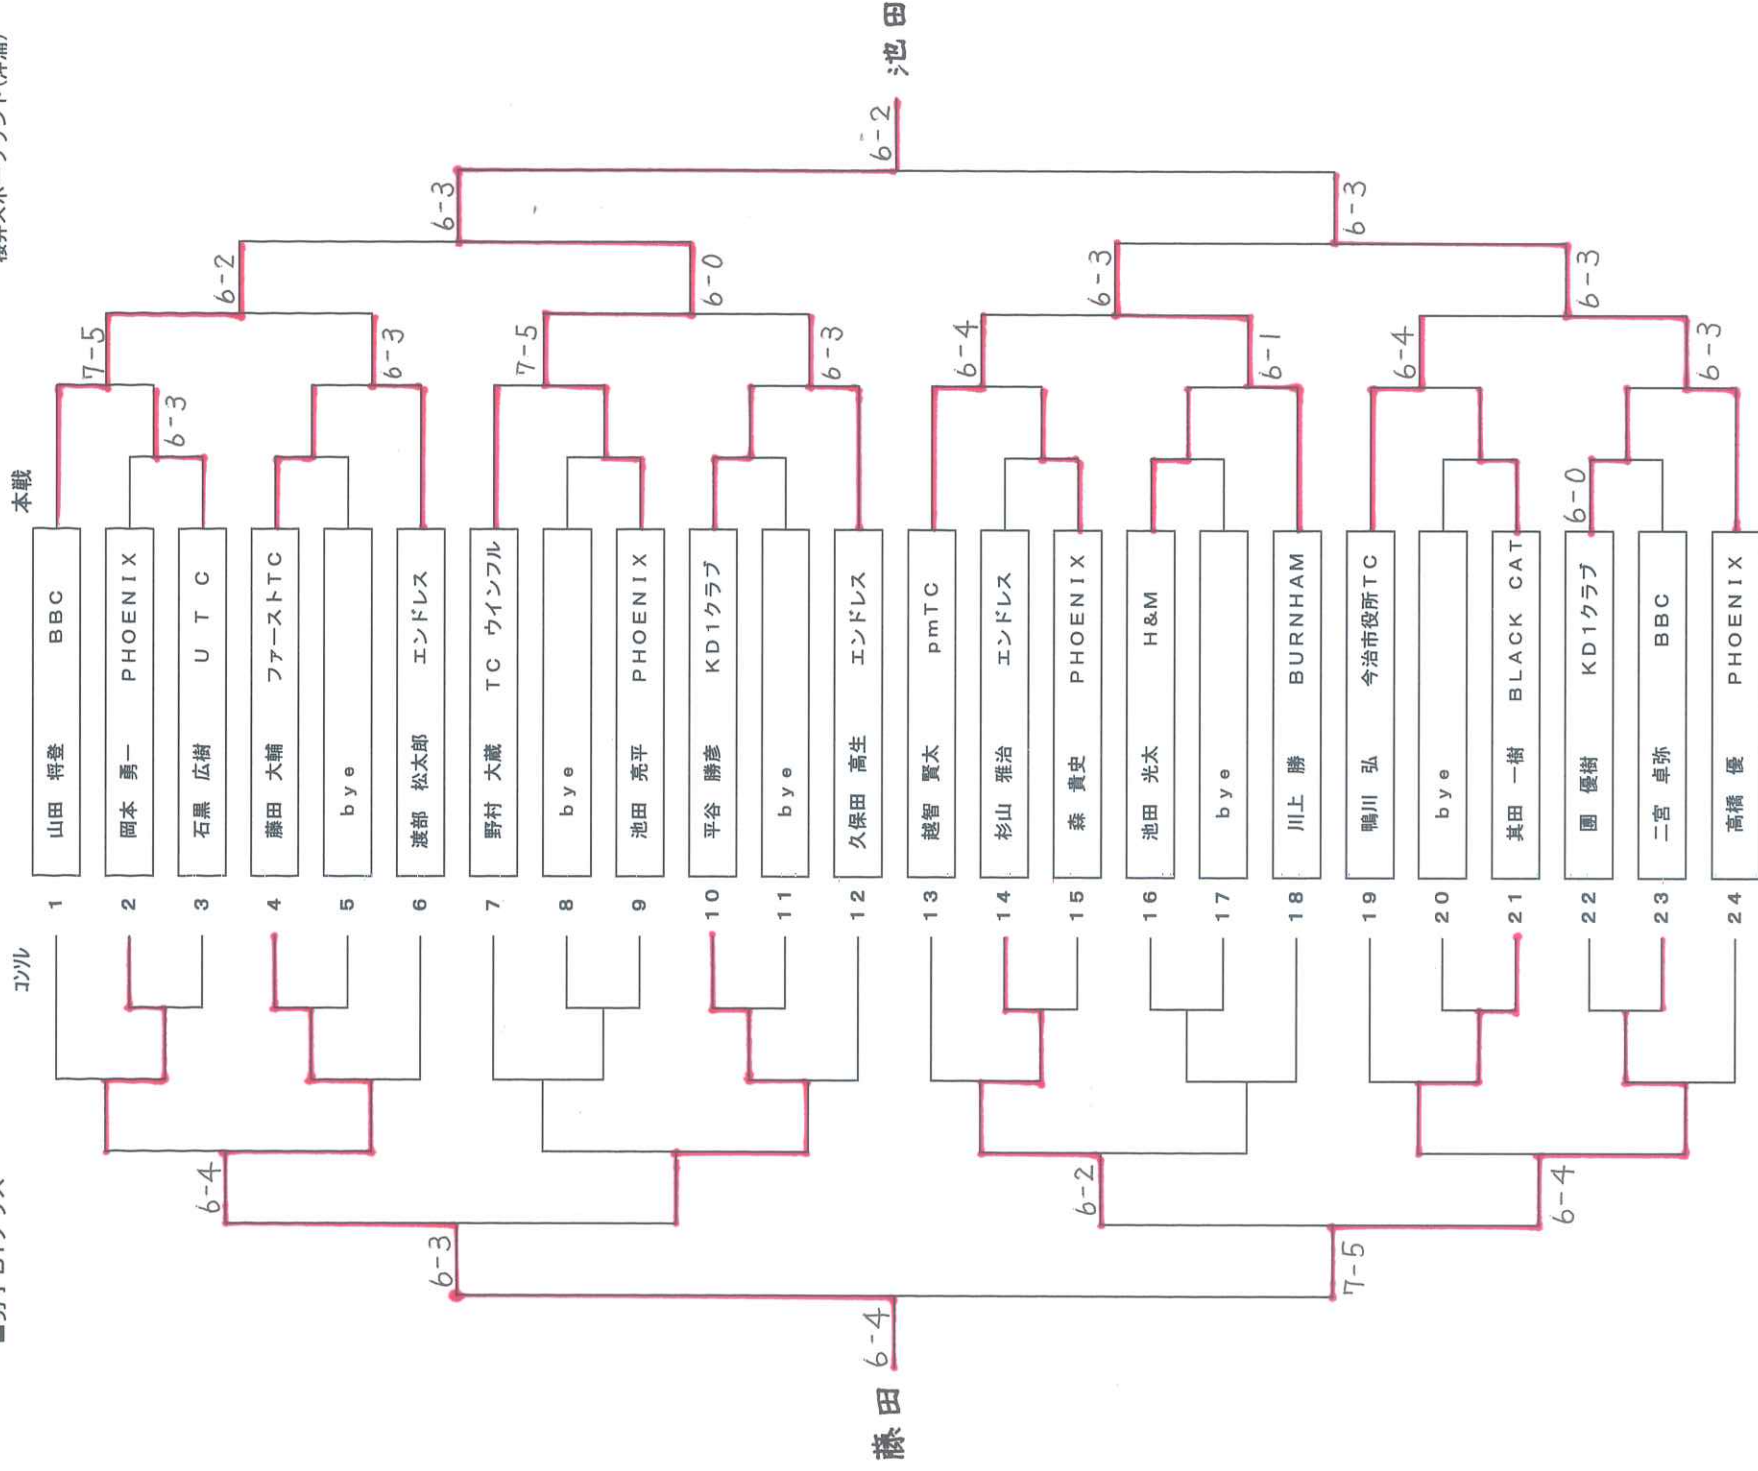 本戦
コンソル
1 山田 将登 BBC
2 岡本 勇一 PHOENIX
3 石黒 広樹 UTC
4 藤田 大輔 ファーストTC
5 bye
6 渡部 松太郎 エンドレス
7 野村 大蔵 TC ウインフル
8 bye
9 池田 亮平 PHOENIX
10 平谷 勝彦 KD1クラブ
11 bye
12 久保田 高生 エンドレス
13 越智 賢太 pmTC
14 杉山 雅治 エンドレス
15 森 貴史 PHOENIX
16 池田 光太 H&M
17 bye
18 川上 勝 BURNHAM
19 鴨川 弘 今治市役所TC
20 bye
21 其田 一樹 BLACK CAT
22 團 優樹 KD1クラブ
23 二宮 卓弥 BBC
24 高橋 優 PHOENIX
6-3
6-0
7-5
6-3
7-5
6-3
6-4
6-1
6-4
6-3
6-2
6-0
6-3
6-3
6-3
6-3
6-2
池田
6-4
6-2
6-4
6-3
7-5
6-4
藤田